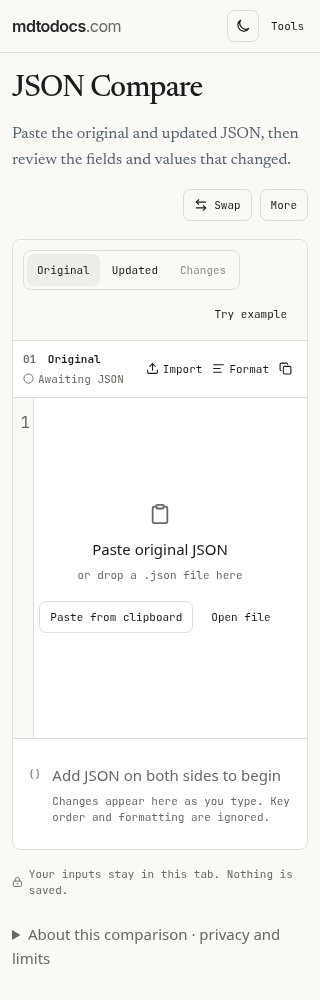 mdtodocs.com
Tools
JSON Compare
Paste the original and updated JSON, then
review the fields and values that changed.
Swap
More
Original
Updated
Changes
Try example
01 Original
Awaiting JSON
Import
Format
1
Paste original JSON
or drop a .json file here
Paste from clipboard
Open file
{} Add JSON on both sides to begin
Changes appear here as you type. Key
order and formatting are ignored.
Your inputs stay in this tab. Nothing is
saved.
About this comparison · privacy and
limits